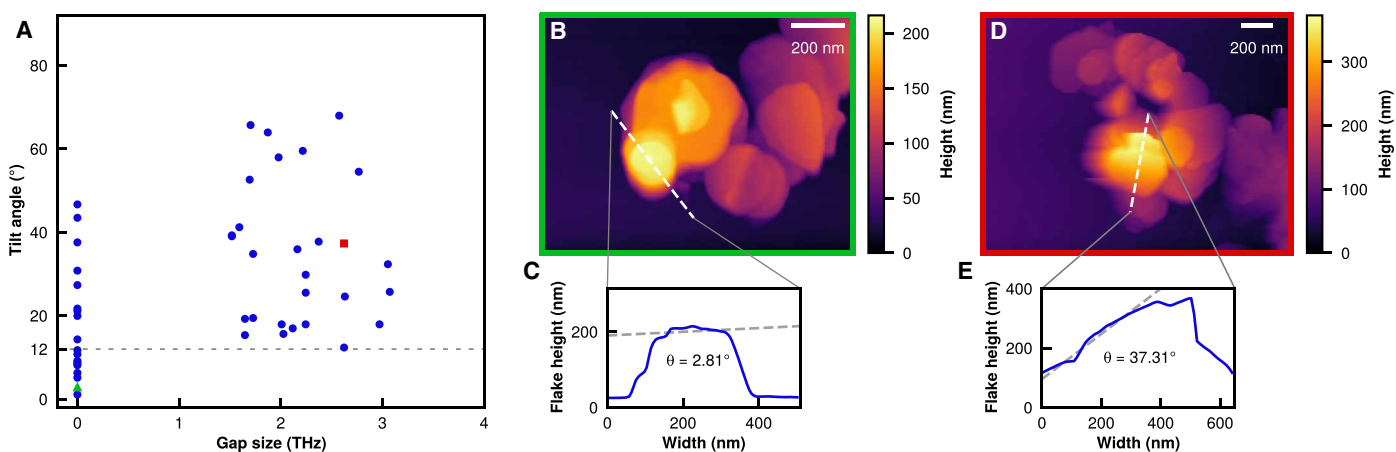 A
Tilt angle (°)
80
60
40
20
12
0
0 1 2 3 4
Gap size (THz)
B
200 nm
200
150
100
50
0
Height (nm)
D
200 nm
300
200
100
0
Height (nm)
C
Flake height (nm)
200
0
θ = 2.81°
0 200 400
Width (nm)
E
Flake height (nm)
400
200
0
θ = 37.31°
0 200 400 600
Width (nm)